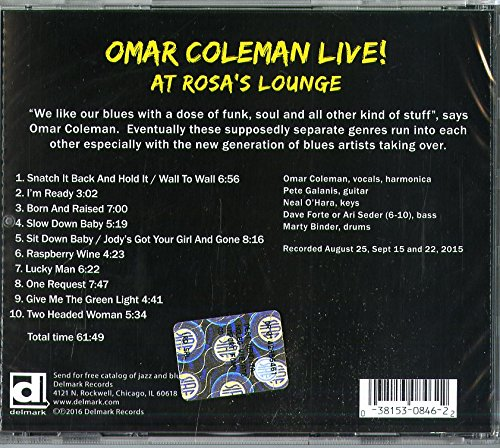 OMAR COLEMAN LIVE!
AT ROSA'S LOUNGE
"We like our blues with a dose of funk, soul and all other kind of stuff", says
Omar Coleman. Eventually these supposedly separate genres run into each
other especially with the new generation of blues artists taking over.
1. Snatch It Back And Hold It / Wall To Wall 6:56
2. I'm Ready 3:02
3. Born And Raised 7:00
4. Slow Down Baby 5:19
5. Sit Down Baby / Jody's Got Your Girl And Gone 8:16
6. Raspberry Wine 4:23
7. Lucky Man 6:22
8. One Request 7:47
9. Give Me The Green Light 4:41
10. Two Headed Woman 5:34
Total time 61:49
Omar Coleman, vocals, harmonica
Pete Galanis, guitar
Neal O'Hara, keys
Dave Forte or Ari Seder (6-10), bass
Marty Binder, drums
Recorded August 25, Sept 15 and 22, 2015
d
delmark
Send for free catalog of jazz and blu
Delmark Records
4121 N. Rockwell, Chicago, IL 60618
www.delmark.com
℗©2016 Delmark Records
0 38153-0846-2 2